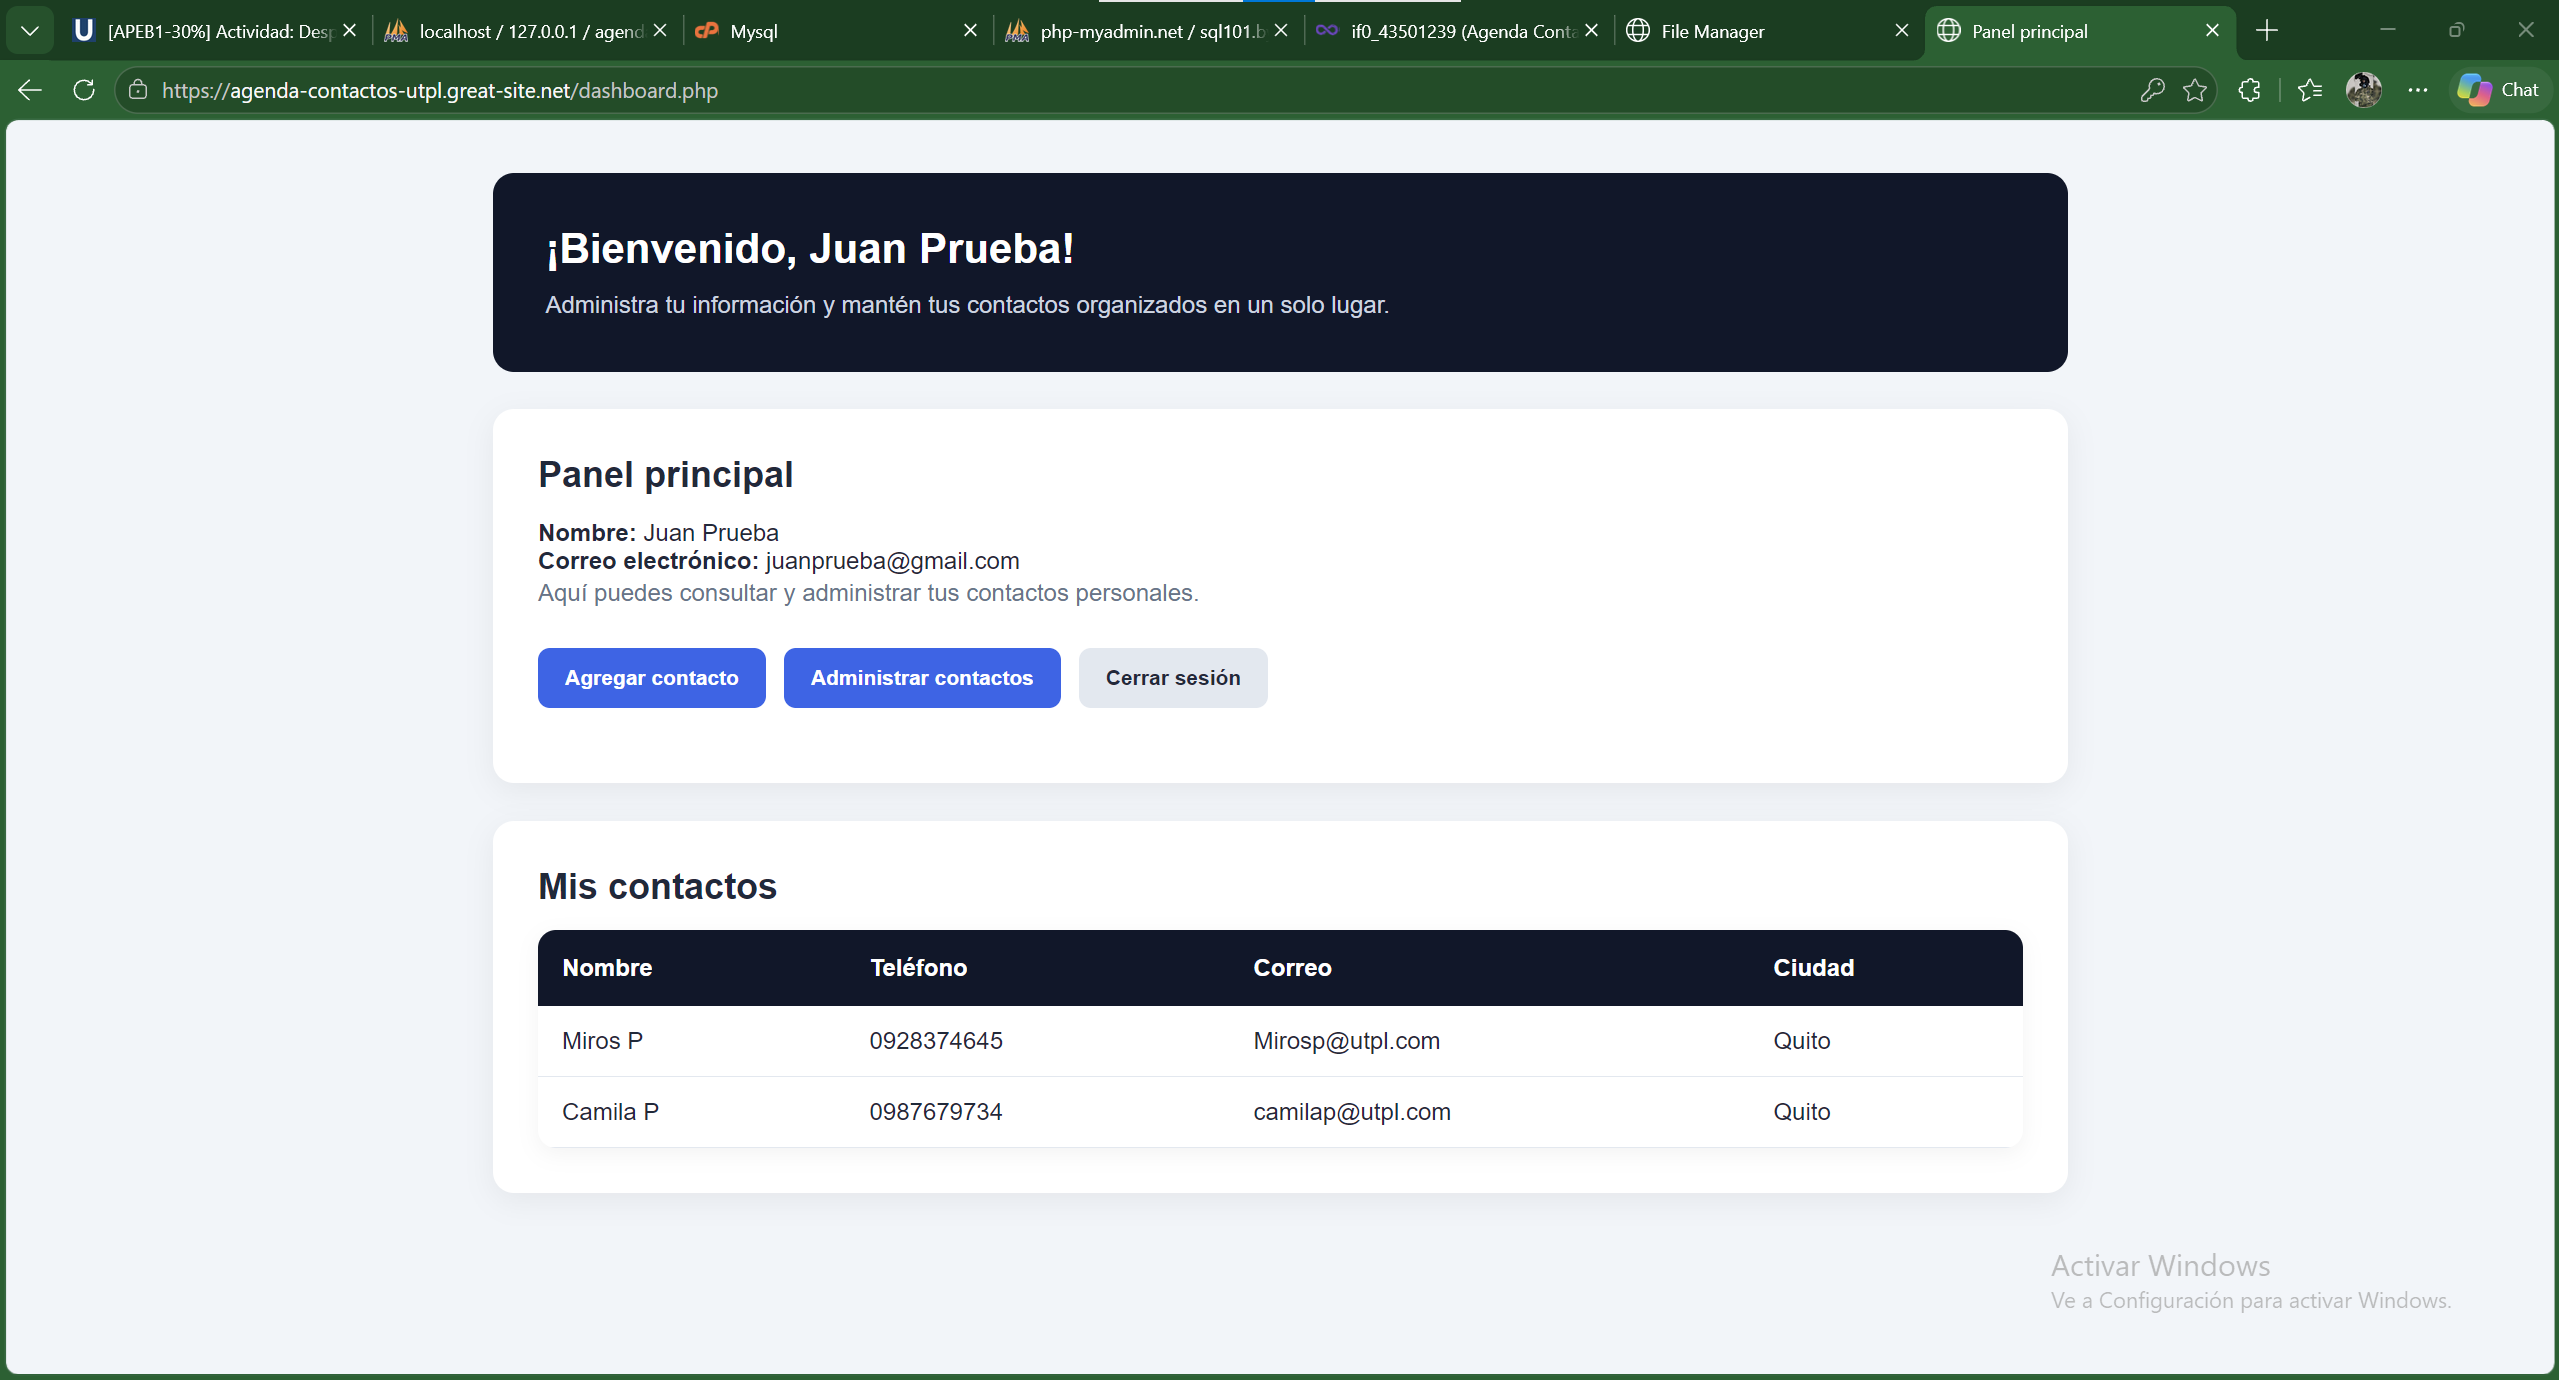 [APEB1-30%] Actividad: Desp
localhost / 127.0.0.1 / agend
Mysql
php-myadmin.net / sql101.b
if0_43501239 (Agenda Conta
File Manager
Panel principal
https://agenda-contactos-utpl.great-site.net/dashboard.php
Chat
¡Bienvenido, Juan Prueba!
Administra tu información y mantén tus contactos organizados en un solo lugar.
Panel principal
Nombre: Juan Prueba
Correo electrónico: juanprueba@gmail.com
Aquí puedes consultar y administrar tus contactos personales.
Agregar contacto Administrar contactos Cerrar sesión
Mis contactos
Nombre Teléfono Correo Ciudad
Miros P 0928374645 Mirosp@utpl.com Quito
Camila P 0987679734 camilap@utpl.com Quito
Activar Windows
Ve a Configuración para activar Windows.